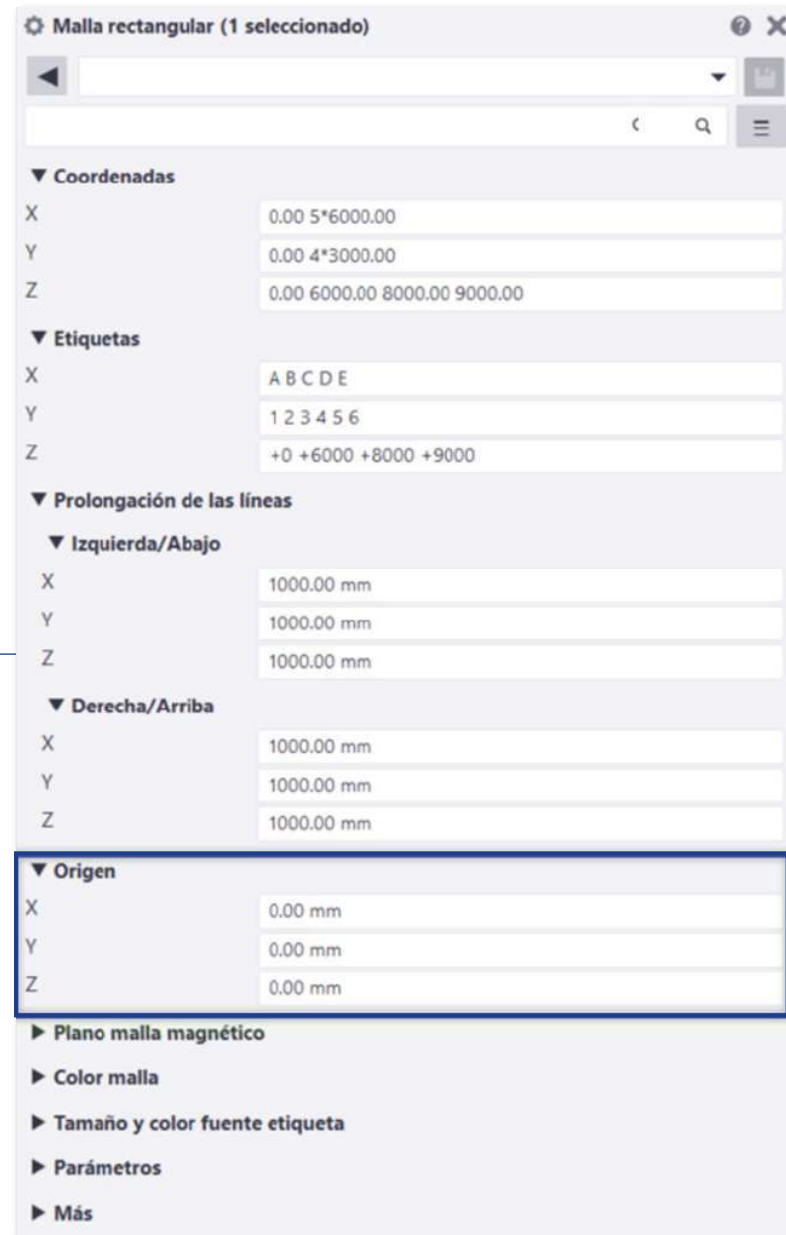 Malla rectangular (1 seleccionado)
Coordenadas
X 0.00 5*6000.00
Y 0.00 4*3000.00
Z 0.00 6000.00 8000.00 9000.00
Etiquetas
X A B C D E
Y 1 2 3 4 5 6
Z +0 +6000 +8000 +9000
Prolongación de las líneas
Izquierda/Abajo
X 1000.00 mm
Y 1000.00 mm
Z 1000.00 mm
Derecha/Arriba
X 1000.00 mm
Y 1000.00 mm
Z 1000.00 mm
Origen
X 0.00 mm
Y 0.00 mm
Z 0.00 mm
Plano malla magnético
Color malla
Tamaño y color fuente etiqueta
Parámetros
Más